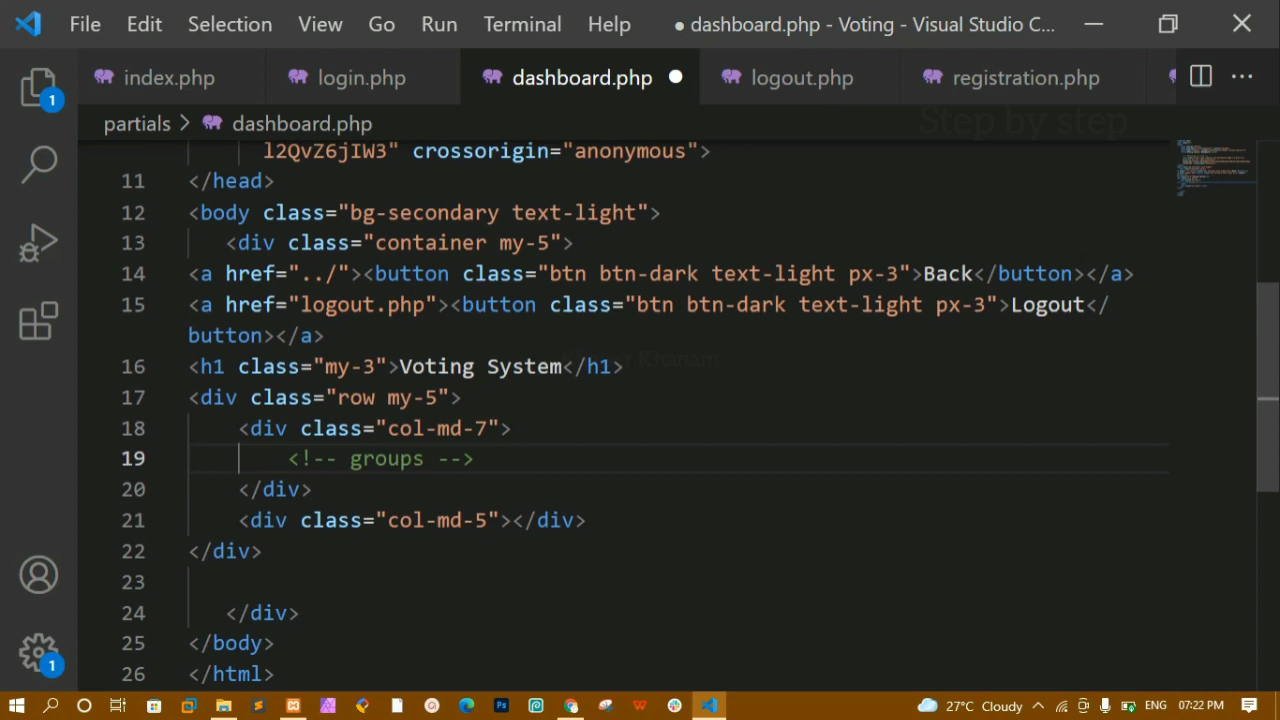 File Edit Selection View Go Run Terminal Help ● dashboard.php - Voting - Visual Studio C...
index.php login.php dashboard.php logout.php registration.php
1
Step by step
partials > dashboard.php
l2QvZ6jIW3" crossorigin="anonymous">
11 </head>
12 <body class="bg-secondary text-light">
13 <div class="container my-5">
14 <a href="../"><button class="btn btn-dark text-light px-3">Back</button></a>
15 <a href="logout.php"><button class="btn btn-dark text-light px-3">Logout</
button></a>
Khanam
16 <h1 class="my-3">Voting System</h1>
17 <div class="row my-5">
18 <div class="col-md-7">
19 <!-- groups -->
20 </div>
21 <div class="col-md-5"></div>
22 </div>
23
24 </div>
25 </body>
26 </html>
1
27°C Cloudy ENG 07:22 PM